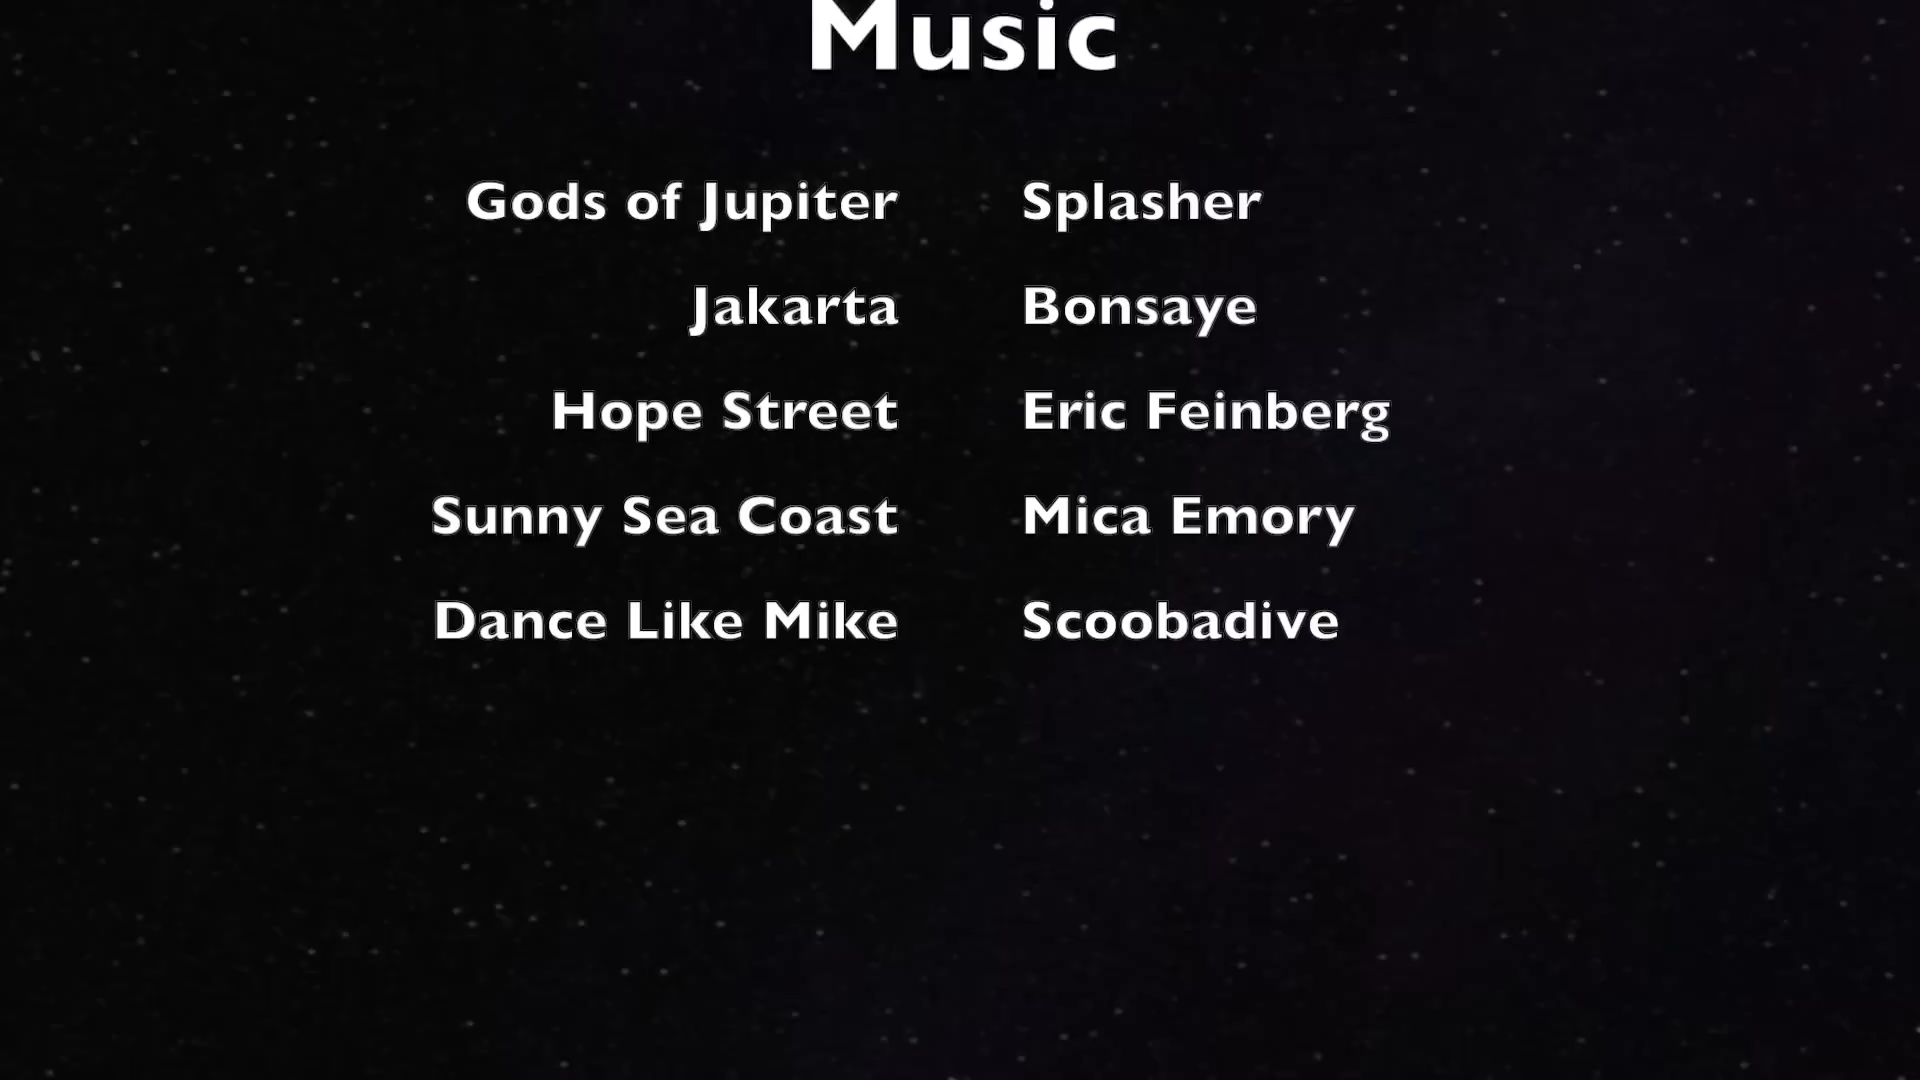 Music
Gods of Jupiter Splasher
Jakarta Bonsaye
Hope Street Eric Feinberg
Sunny Sea Coast Mica Emory
Dance Like Mike Scoobadive